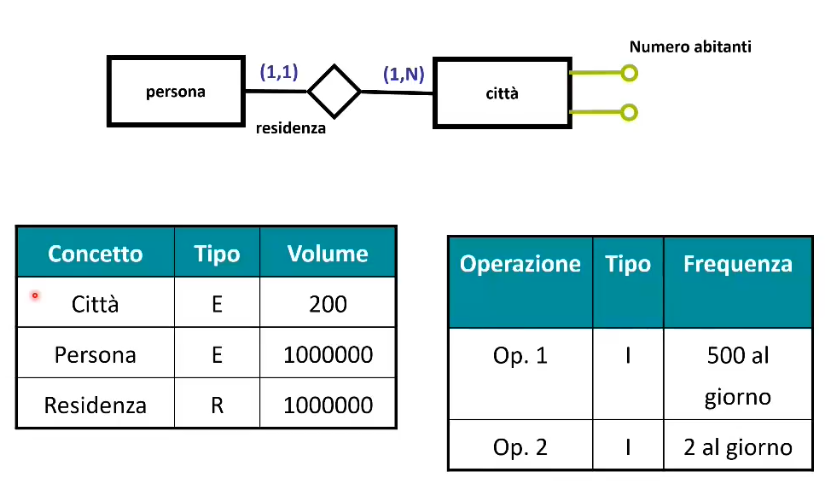 Numero abitanti
persona
(1,1)
(1,N)
città
residenza
Concetto Tipo Volume
Città E 200
Persona E 1000000
Residenza R 1000000
Operazione Tipo Frequenza
Op. 1 I 500 al
giorno
Op. 2 I 2 al giorno